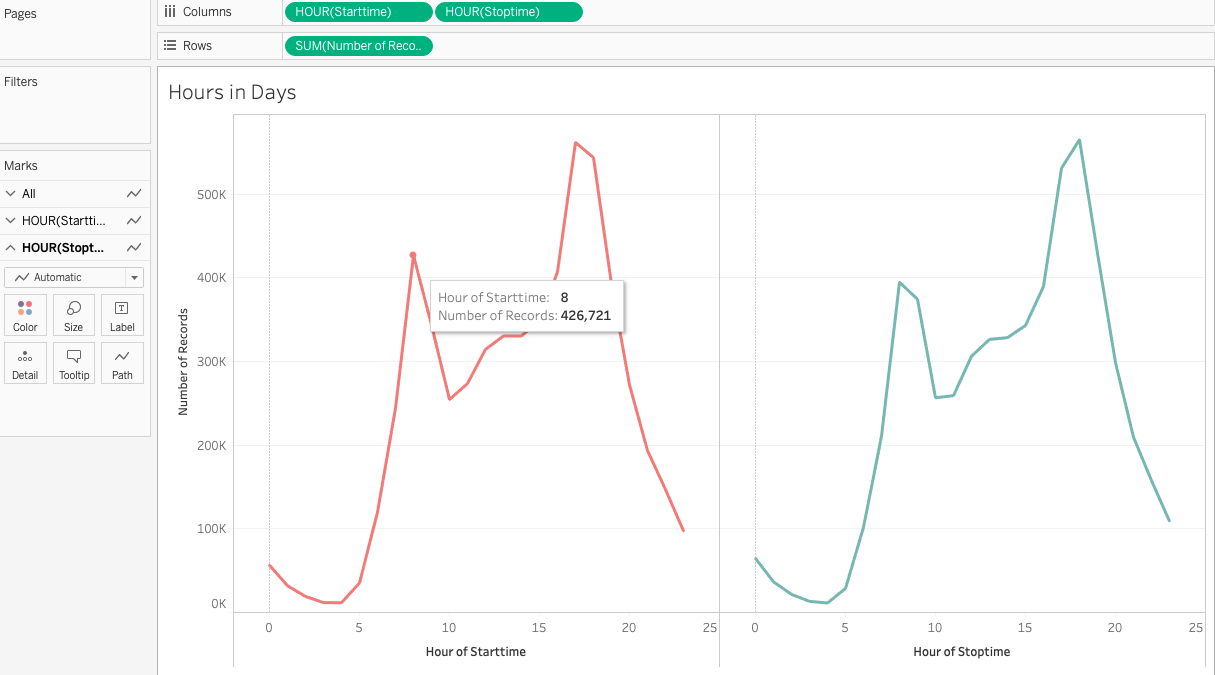 Pages
Columns
HOUR(Starttime)
HOUR(Stoptime)
Rows
SUM(Number of Reco..
Filters
Marks
All
HOUR(Startti...
HOUR(Stopt...
Automatic
Color
Size
Label
Detail
Tooltip
Path
Hours in Days
Number of Records
500K
400K
300K
200K
100K
0K
Hour of Starttime: 8
Number of Records: 426,721
0 5 10 15 20 25
Hour of Starttime
0 5 10 15 20 25
Hour of Stoptime